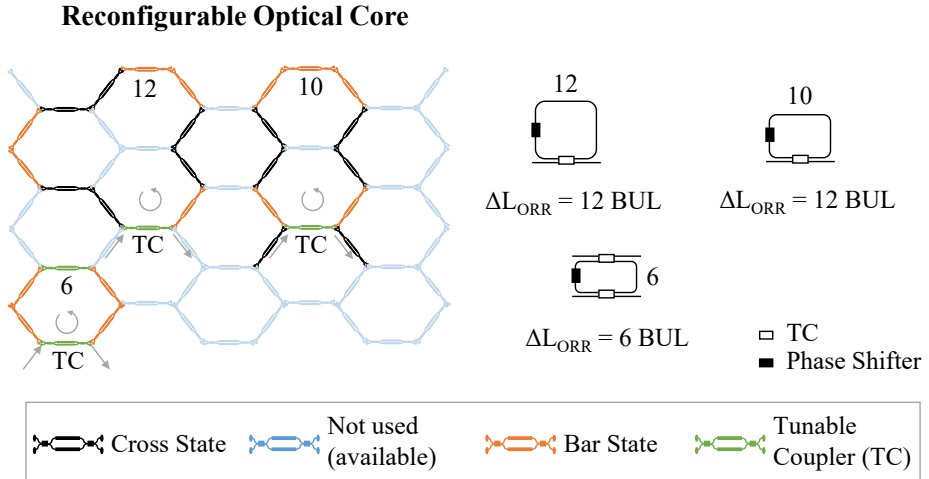 Reconfigurable Optical Core
12
10
TC
TC
6
TC
12
ΔL_ORR = 12 BUL
10
ΔL_ORR = 12 BUL
6
ΔL_ORR = 6 BUL
TC
Phase Shifter
Cross State
Not used
(available)
Bar State
Tunable
Coupler (TC)